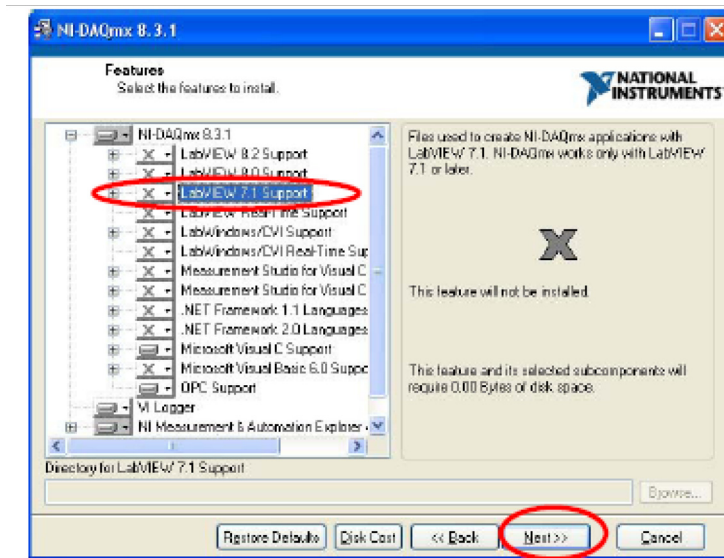 NI-DAQmx 8.3.1
Features
Select the features to install.
NATIONAL
INSTRUMENTS
NI-DAQmx 8.3.1
LabVIEW 8.2 Support
LabVIEW 8.0 Support
LabVIEW 7.1 Support
LabVIEW Real-Time Support
LabWindows/CVI Support
LabWindows/CVI Real-Time Sup
Measurement Studio for Visual C
Measurement Studio for Visual C
.NET Framework 1.1 Languages
.NET Framework 2.0 Languages
Microsoft Visual C Support
Microsoft Visual Basic 6.0 Suppo
OPC Support
VI Logger
NI Measurement & Automation Explorer
Files used to create NI-DAQmx applications with
LabVIEW 7.1. NI-DAQmx works only with LabVIEW
7.1 or later.
This feature will not be installed.
This feature and its selected subcomponents will
require 0.00 Bytes of disk space.
Directory for LabVIEW 7.1 Support
Browse...
Restore Defaults
Disk Cost
<< Back
Next >>
Cancel